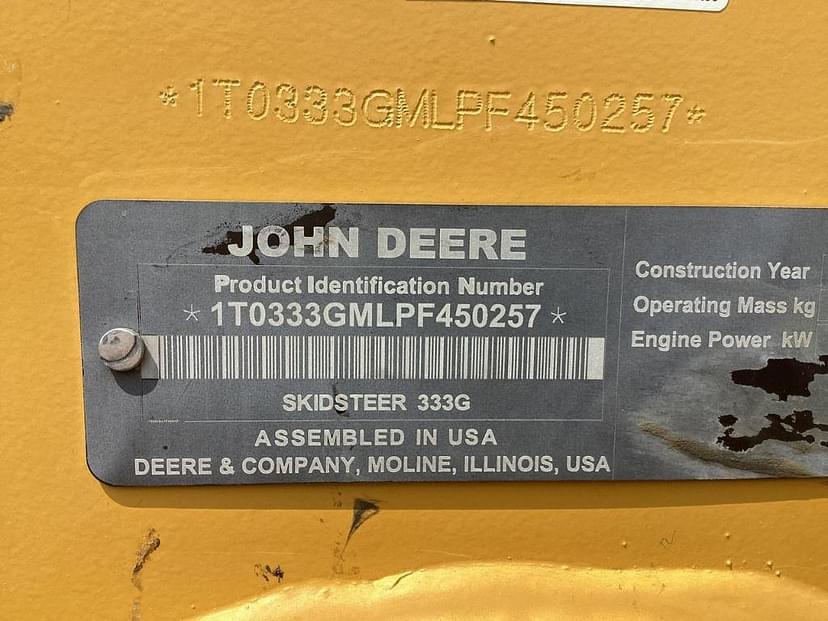 *1T0333GMLPF450257*
JOHN DEERE
Product Identification Number
* 1T0333GMLPF450257 *
SKIDSTEER 333G
ASSEMBLED IN USA
DEERE & COMPANY, MOLINE, ILLINOIS, USA
Construction Year
Operating Mass kg
Engine Power kW